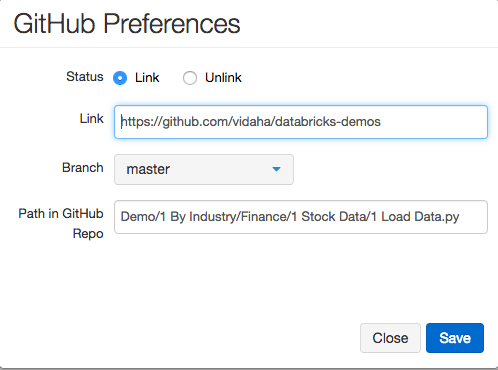 GitHub Preferences
Status Link Unlink
Link https://github.com/vidaha/databricks-demos
Branch master
Path in GitHub Demo/1 By Industry/Finance/1 Stock Data/1 Load Data.py
Repo
Close Save